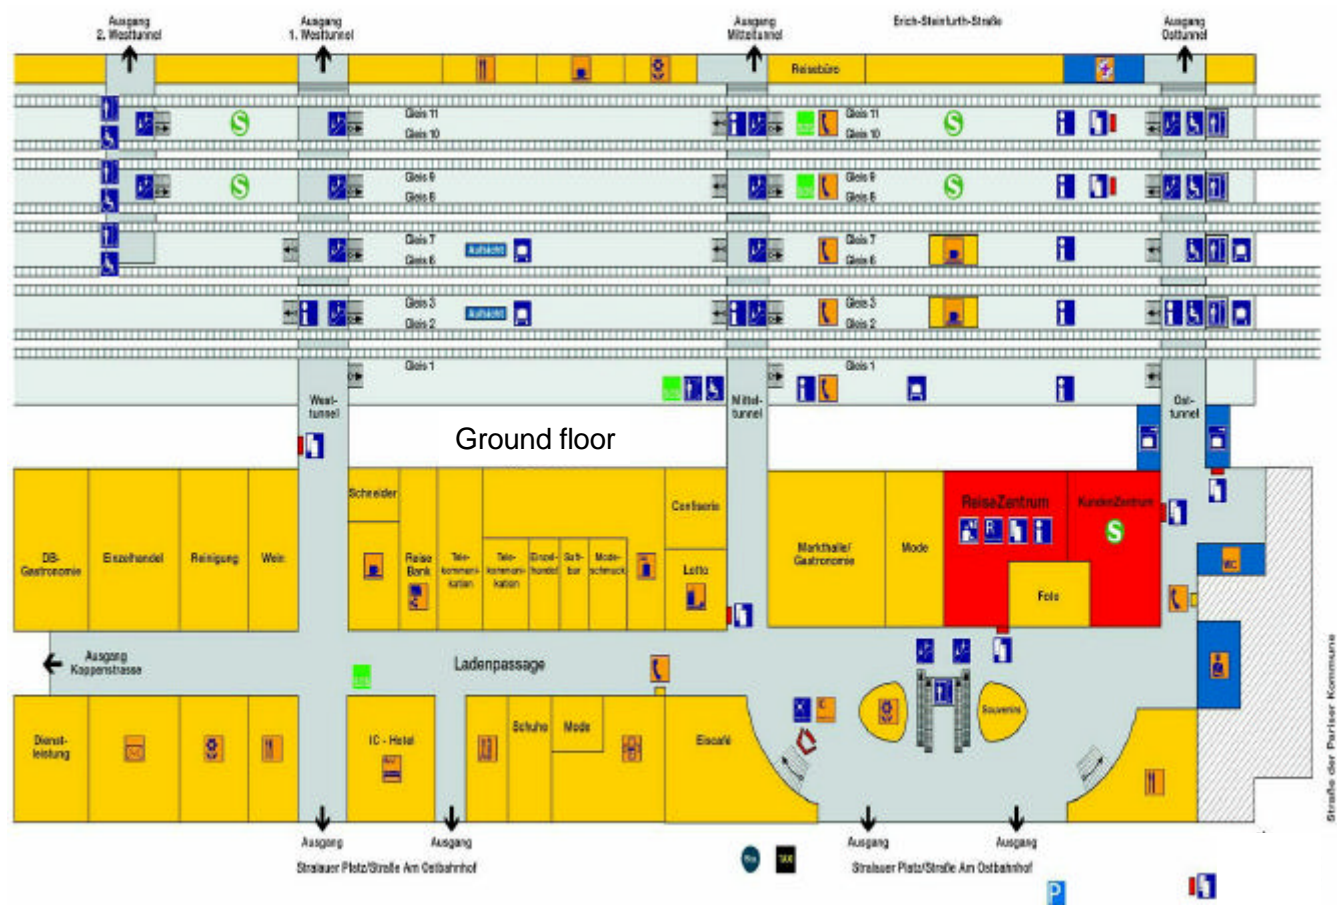 Ausgang
2. Westtunnel
Ausgang
1. Westtunnel
Ausgang
Mitteltunnel
Erich-Steinfurth-Straße
Ausgang
Osttunnel
Reisebüro
Gleis 11
Gleis 10
S
Gleis 11
Gleis 10
S
Gleis 9
Gleis 8
S
Gleis 9
Gleis 8
S
Gleis 7
Gleis 6
Aufsicht
Gleis 7
Gleis 6
Gleis 3
Gleis 2
Aufsicht
Gleis 3
Gleis 2
Gleis 1
Gleis 1
West-
tunnel
Mittel-
tunnel
Ost-
tunnel
Ground floor
DB-
Gastronomie
Einzelhandel
Reinigung
Wein
Schneider
Reise
Bank
Tele-
kommuni-
kation
Tele-
kommuni-
kation
Einzel-
handel
Saft-
bar
Mode-
schmuck
Confiserie
Lotto
Markthalle/
Gastronomie
Mode
ReiseZentrum
R
KundenZentrum
S
Foto
WC
Ausgang
Koppenstrasse
Ladenpassage
Dienst-
leistung
IC - Hotel
Schuhe
Mode
Eiscafé
Souvenirs
Straße der Pariser Kommune
Ausgang
Ausgang
Ausgang
Ausgang
Stralauer Platz/Straße Am Ostbahnhof
Bus
TAXI
Stralauer Platz/Straße Am Ostbahnhof
P